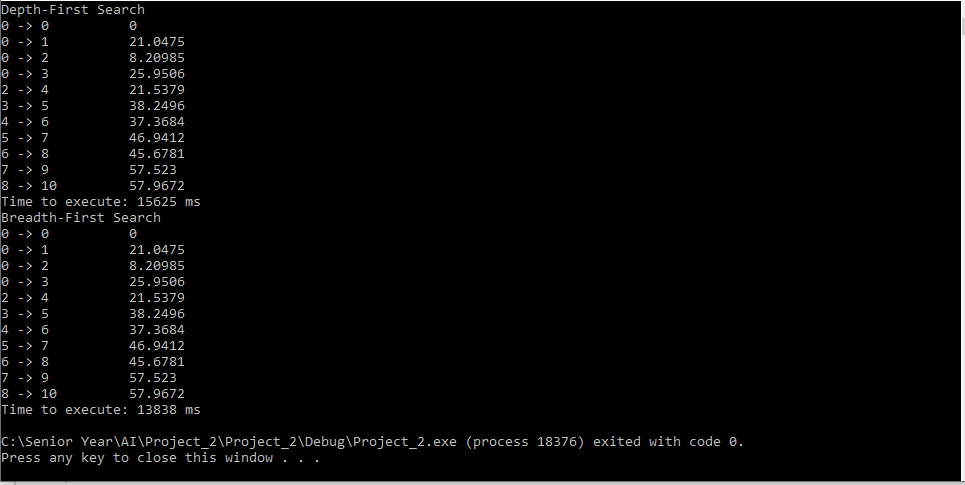 Depth-First Search
0 -> 0          0
0 -> 1          21.0475
0 -> 2          8.20985
0 -> 3          25.9506
2 -> 4          21.5379
3 -> 5          38.2496
4 -> 6          37.3684
5 -> 7          46.9412
6 -> 8          45.6781
7 -> 9          57.523
8 -> 10         57.9672
Time to execute: 15625 ms
Breadth-First Search
0 -> 0          0
0 -> 1          21.0475
0 -> 2          8.20985
0 -> 3          25.9506
2 -> 4          21.5379
3 -> 5          38.2496
4 -> 6          37.3684
5 -> 7          46.9412
6 -> 8          45.6781
7 -> 9          57.523
8 -> 10         57.9672
Time to execute: 13838 ms

C:\Senior Year\AI\Project_2\Project_2\Debug\Project_2.exe (process 18376) exited with code 0.
Press any key to close this window . . .